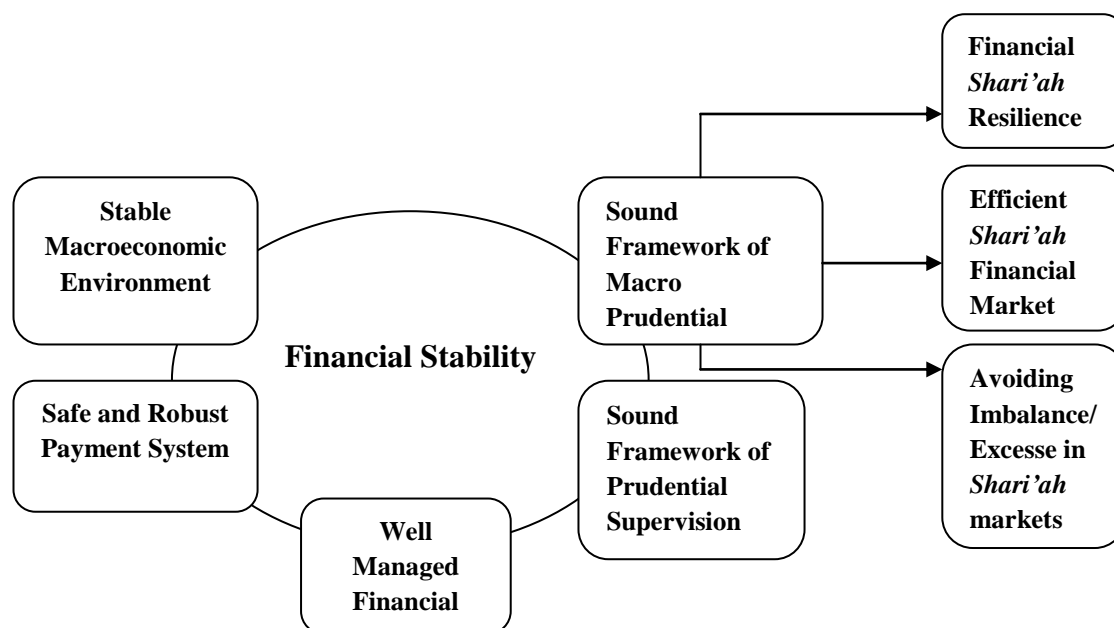 Stable
Macroeconomic
Environment
Safe and Robust
Payment System
Financial Stability
Well
Managed
Financial
Sound
Framework of
Macro
Prudential
Sound
Framework of
Prudential
Supervision
Financial
Shari’ah
Resilience
Efficient
Shari’ah
Financial
Market
Avoiding
Imbalance/
Excesse in
Shari’ah
markets